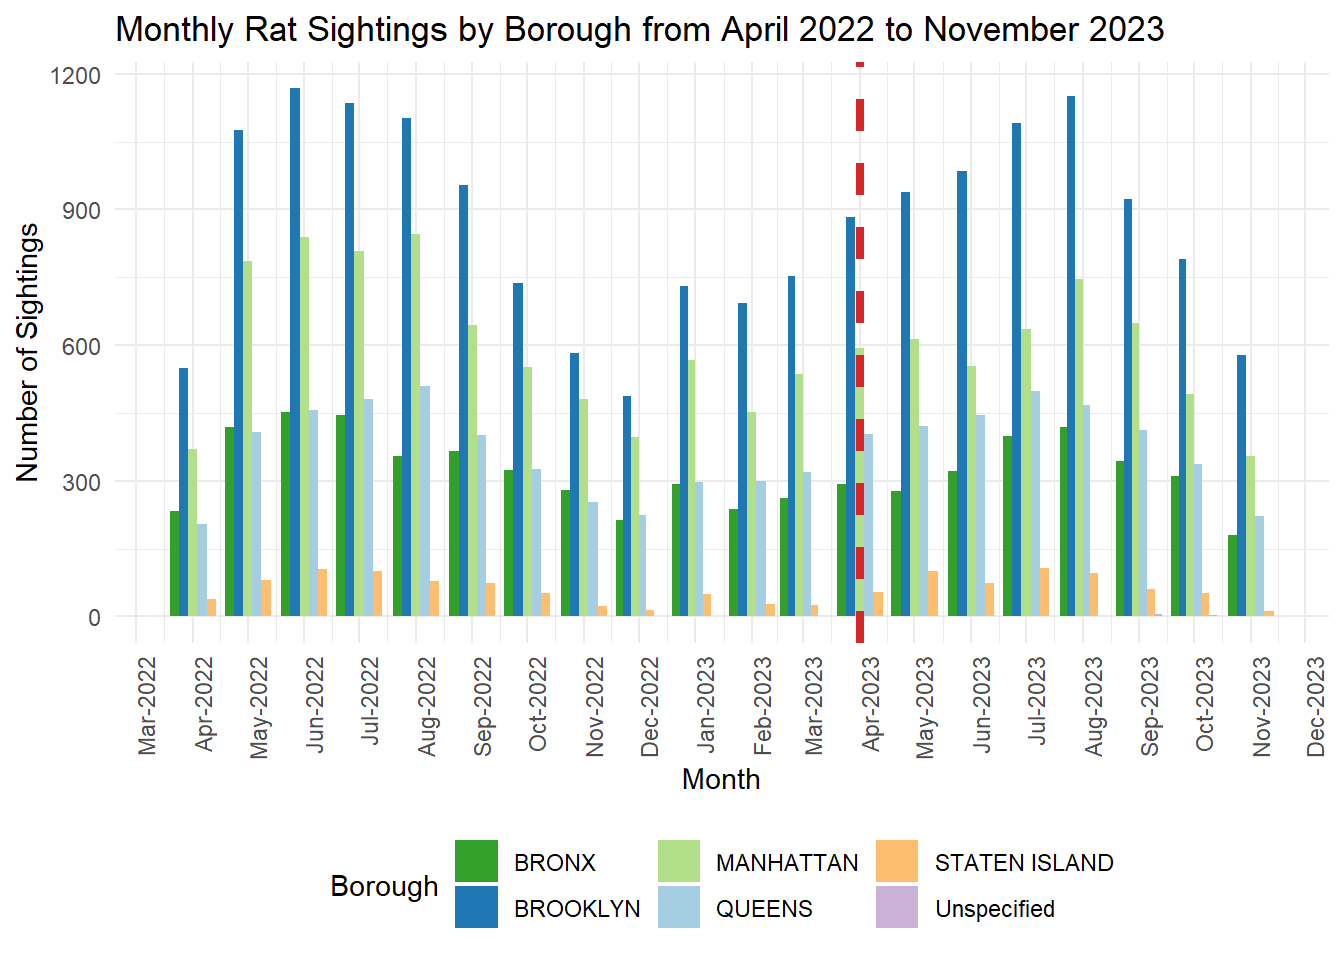 Monthly Rat Sightings by Borough from April 2022 to November 2023
Number of Sightings
1200
900
600
300
0
Mar-2022
Apr-2022
May-2022
Jun-2022
Jul-2022
Aug-2022
Sep-2022
Oct-2022
Nov-2022
Dec-2022
Jan-2023
Feb-2023
Mar-2023
Apr-2023
May-2023
Jun-2023
Jul-2023
Aug-2023
Sep-2023
Oct-2023
Nov-2023
Dec-2023
Month
Borough
BRONX
MANHATTAN
STATEN ISLAND
BROOKLYN
QUEENS
Unspecified